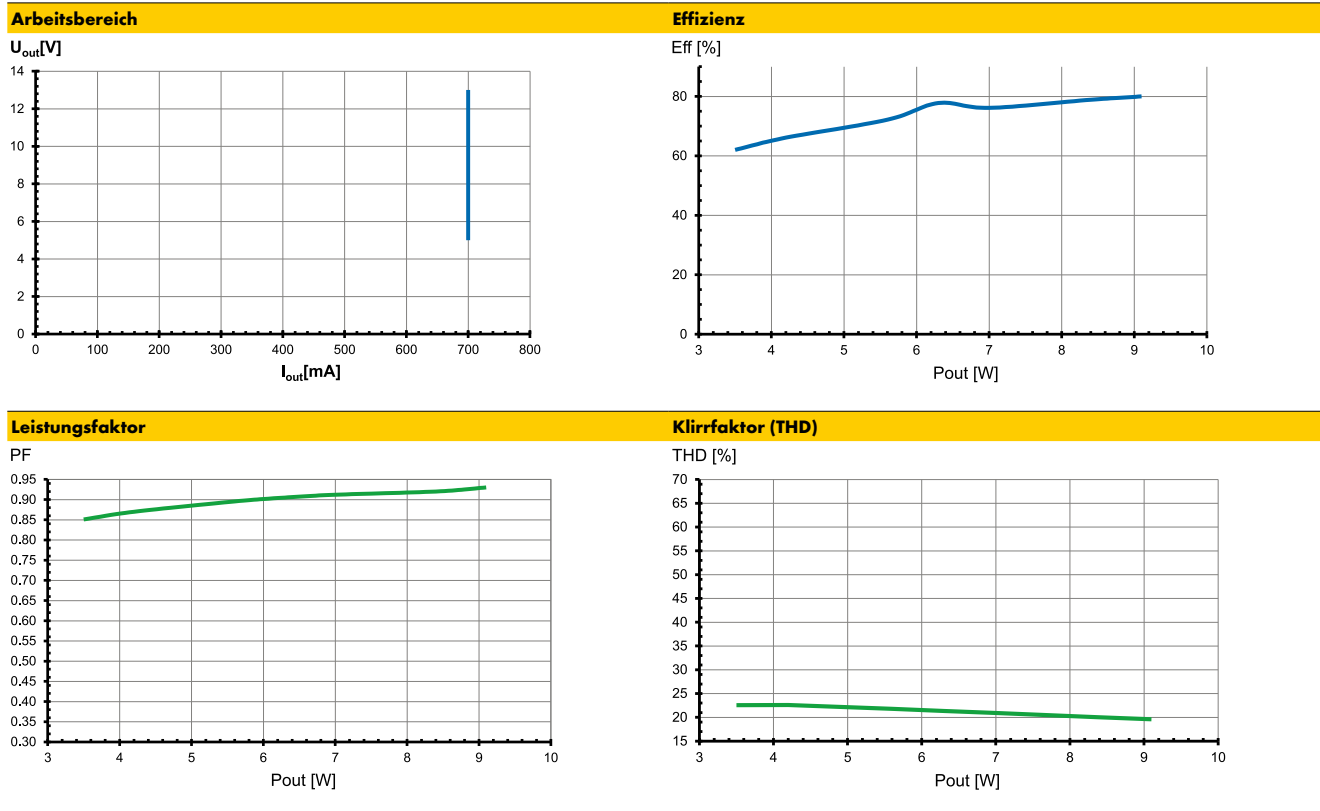 Arbeitsbereich
Uout[V]
14
12
10
8
6
4
2
0
0 100 200 300 400 500 600 700 800
Iout[mA]
Effizienz
Eff [%]
80
60
40
20
0
3 4 5 6 7 8 9 10
Pout [W]
Leistungsfaktor
PF
0.95
0.90
0.85
0.80
0.75
0.70
0.65
0.60
0.55
0.50
0.45
0.40
0.35
0.30
3 4 5 6 7 8 9 10
Pout [W]
Klirrfaktor (THD)
THD [%]
70
65
60
55
50
45
40
35
30
25
20
15
3 4 5 6 7 8 9 10
Pout [W]